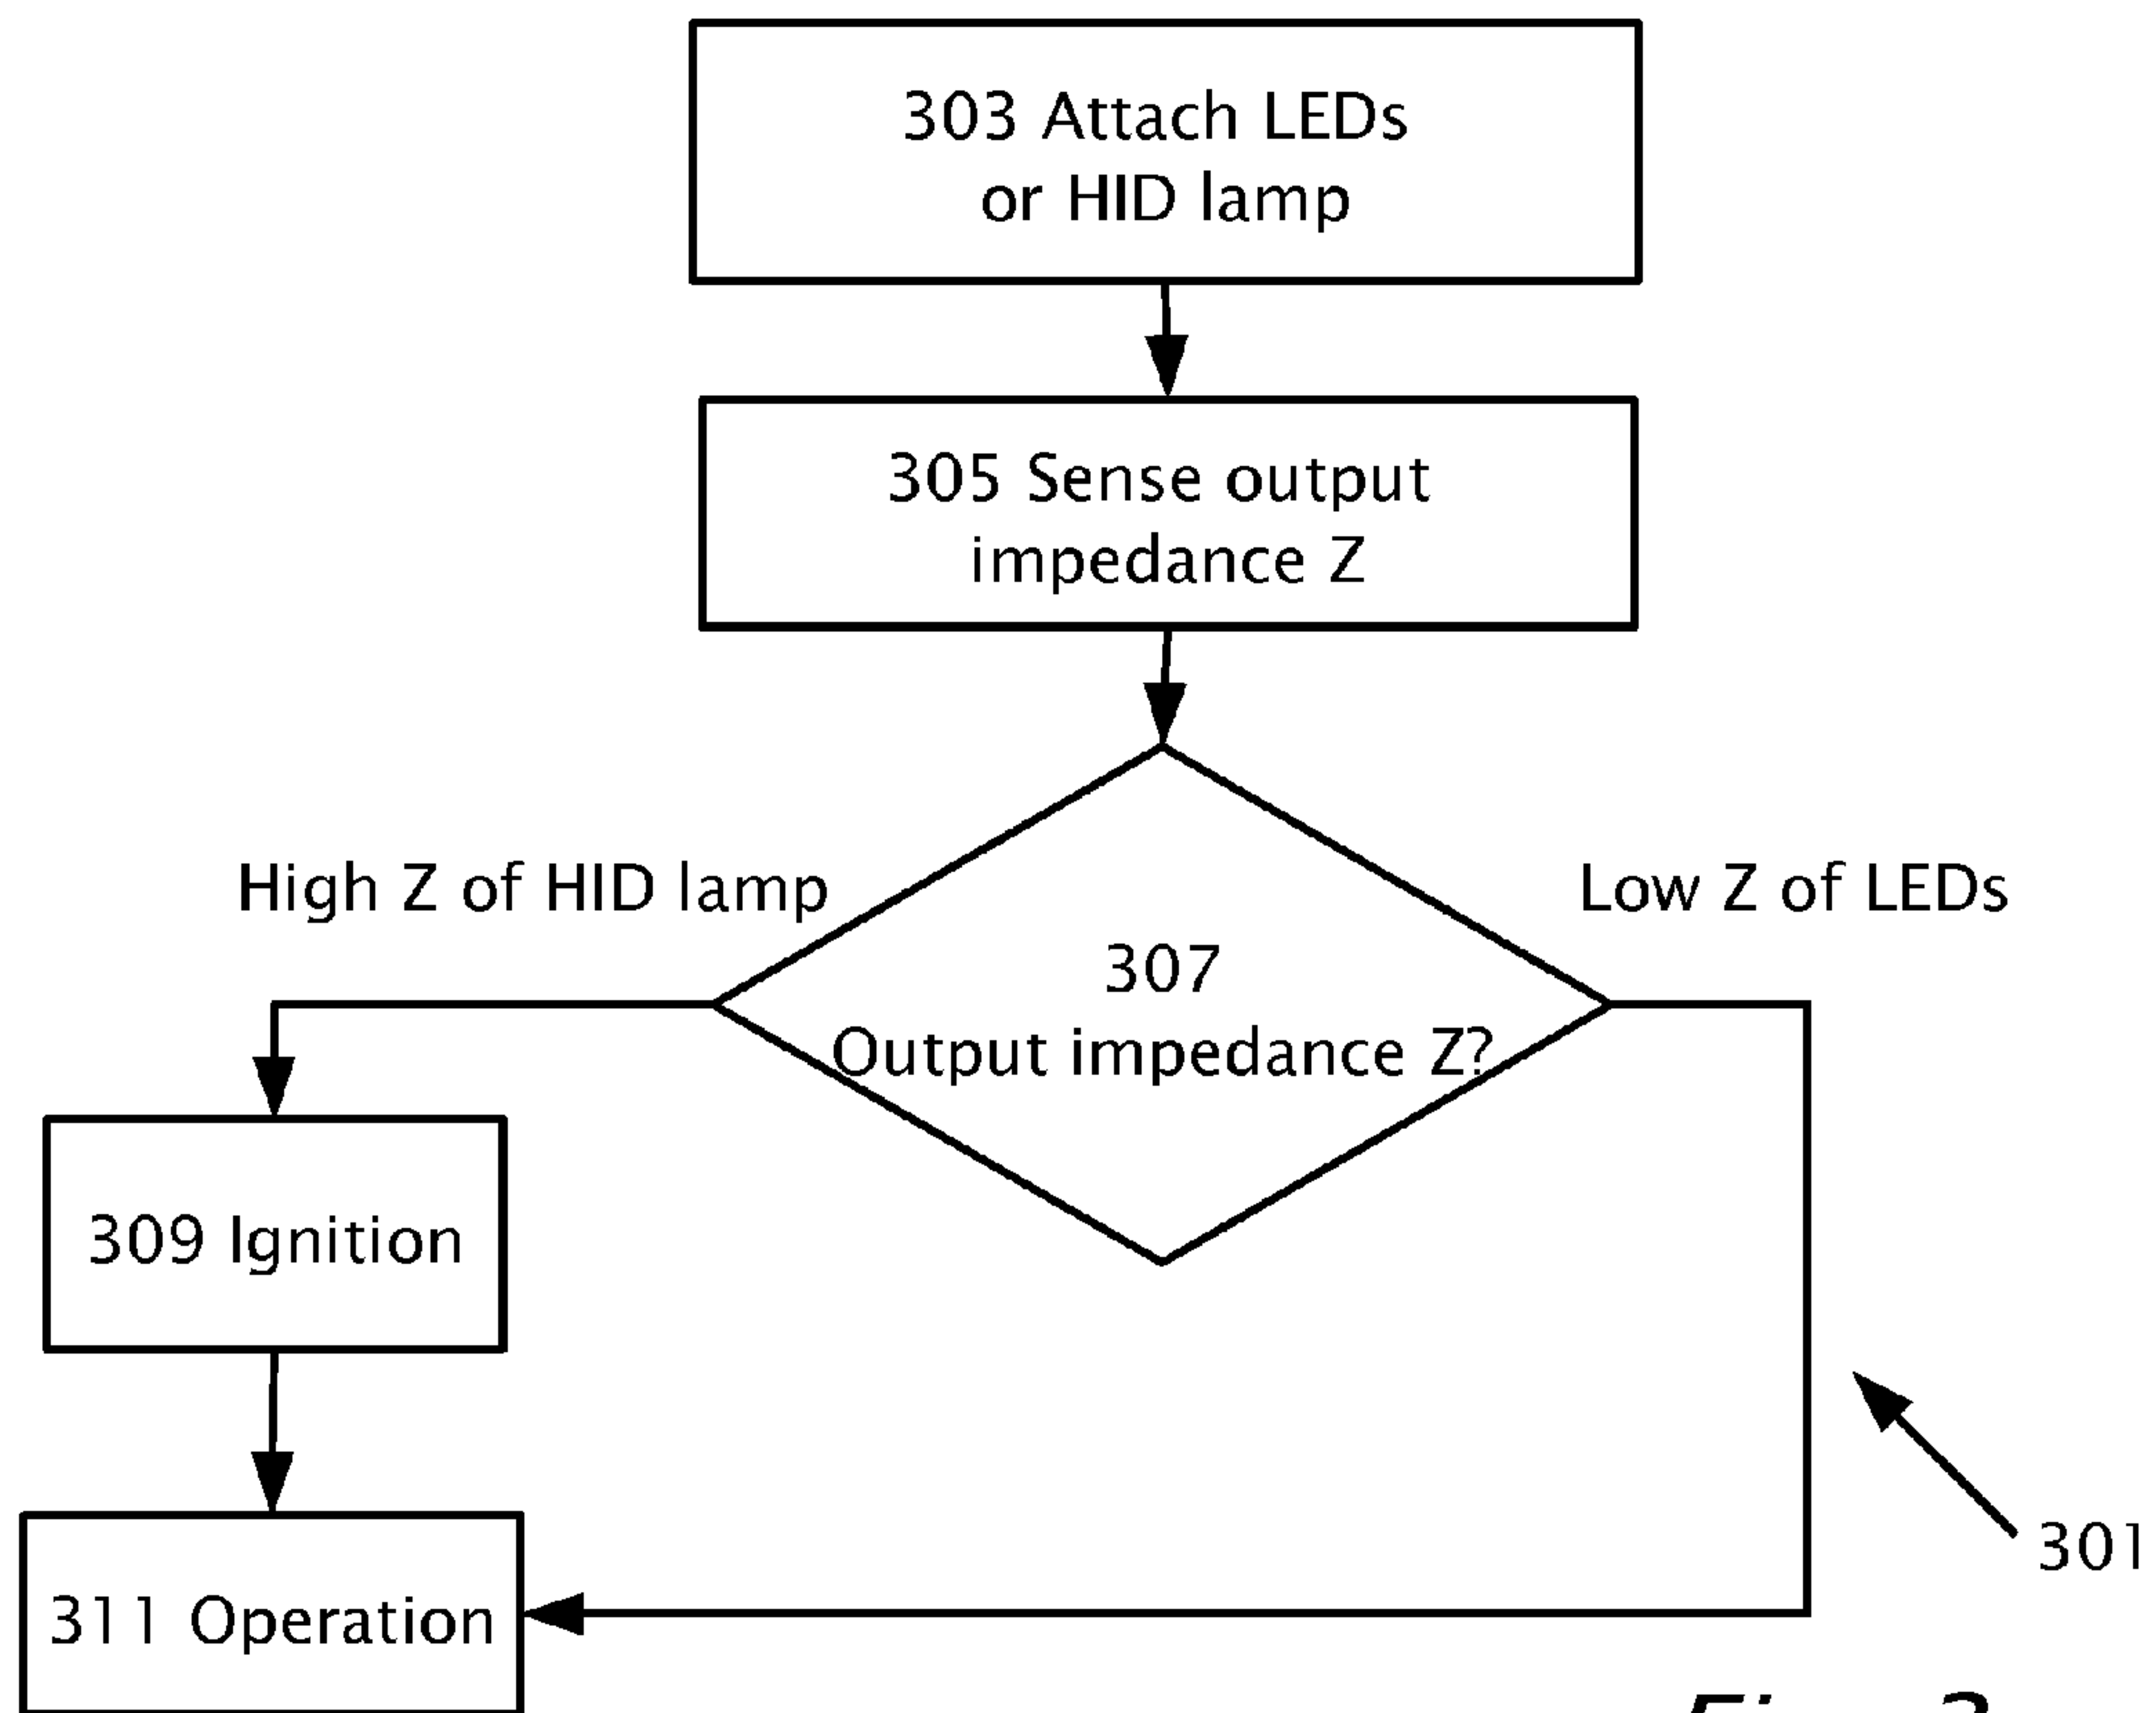 303 Attach LEDs
or HID lamp
305 Sense output
impedance Z
High Z of HID lamp
Low Z of LEDs
307
Output impedance Z?
309 Ignition
301
311 Operation